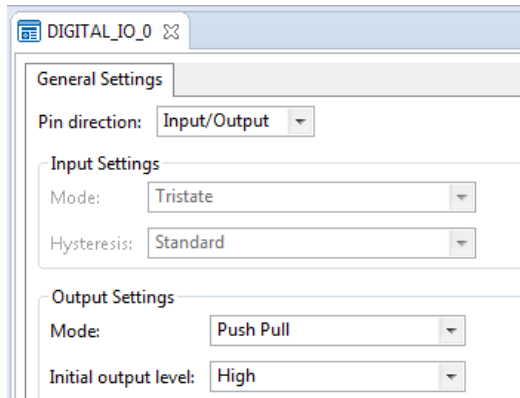 DIGITAL_IO_0
General Settings
Pin direction: Input/Output
Input Settings
Mode: Tristate
Hysteresis: Standard
Output Settings
Mode: Push Pull
Initial output level: High